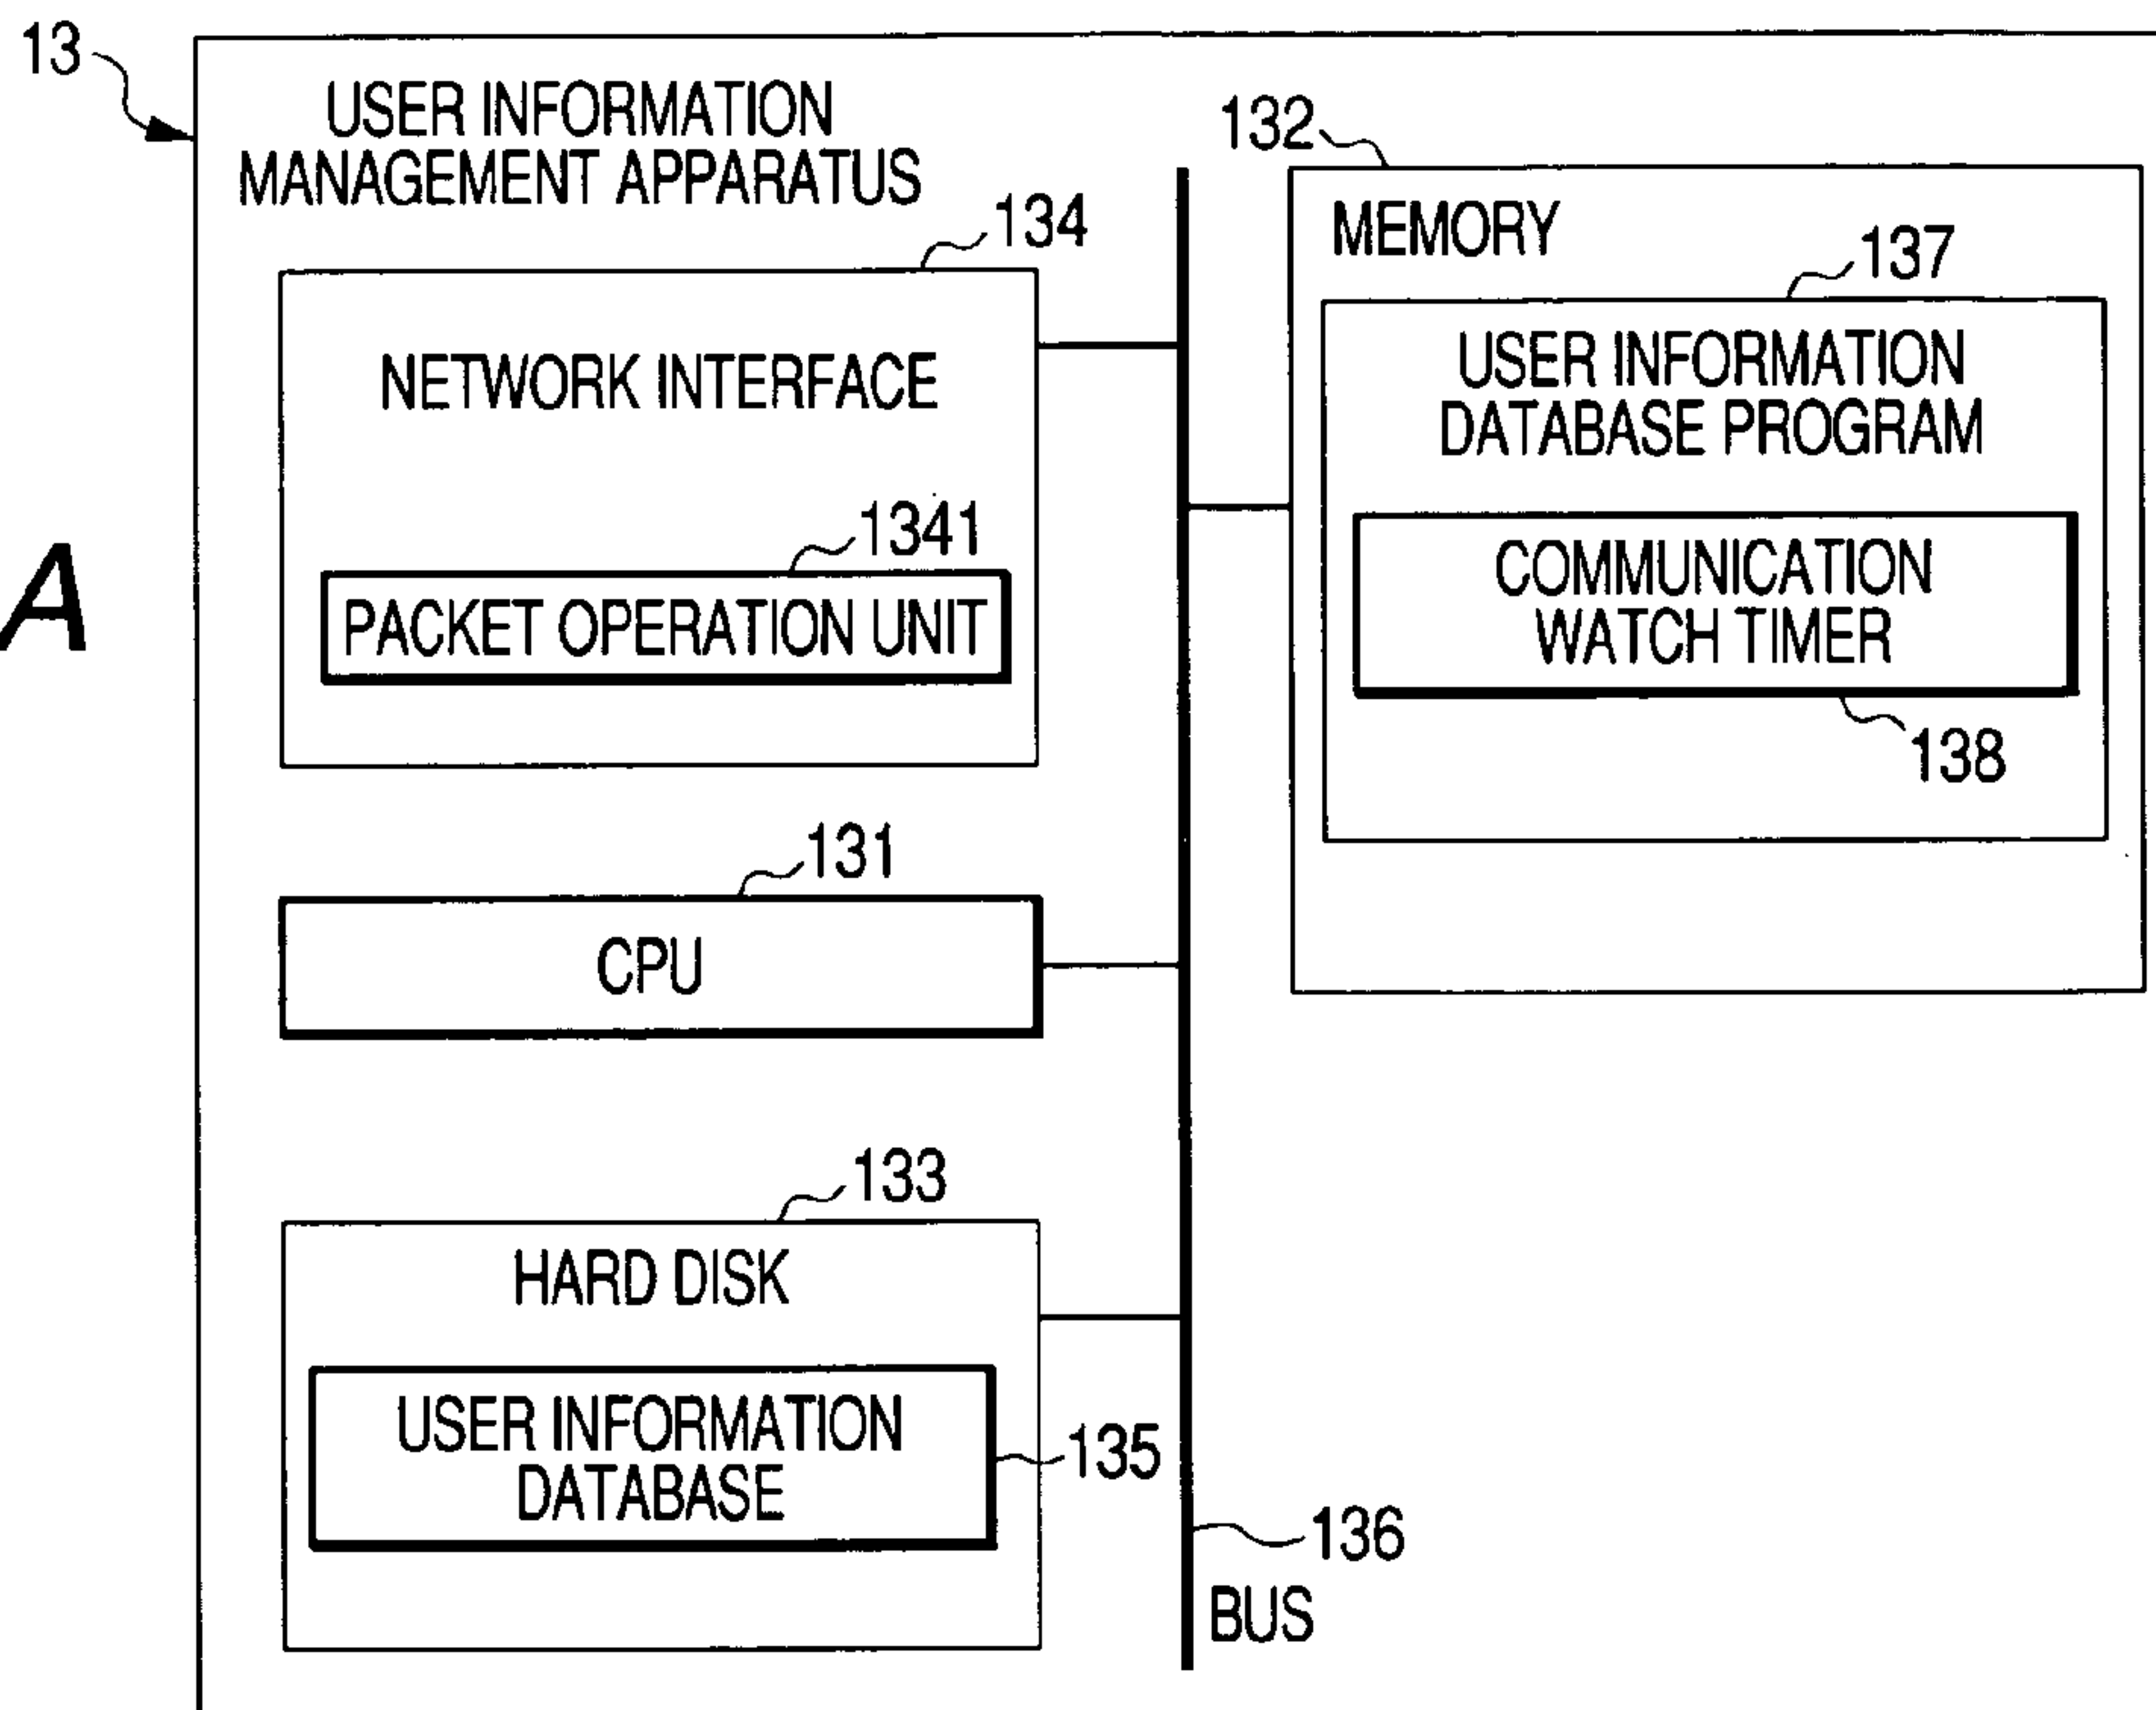 13
USER INFORMATION
MANAGEMENT APPARATUS
134
NETWORK INTERFACE
1341
PACKET OPERATION UNIT
131
CPU
133
HARD DISK
USER INFORMATION
DATABASE
135
136
BUS
132
MEMORY
137
USER INFORMATION
DATABASE PROGRAM
COMMUNICATION
WATCH TIMER
138
A